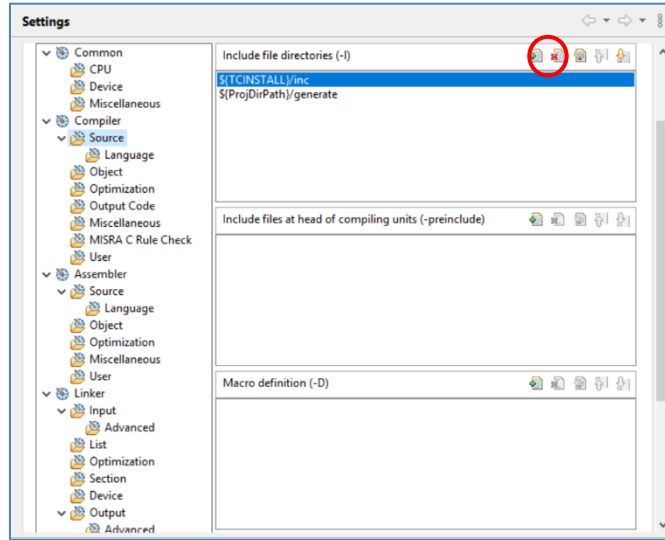 Settings
Common
CPU
Device
Miscellaneous
Compiler
Source
Language
Object
Optimization
Output Code
Miscellaneous
MISRA C Rule Check
User
Assembler
Source
Language
Object
Optimization
Miscellaneous
User
Linker
Input
Advanced
List
Optimization
Section
Device
Output
Advanced
Include file directories (-I)
${TCINSTALL}/inc
${ProjDirPath}/generate
Include files at head of compiling units (-preinclude)
Macro definition (-D)